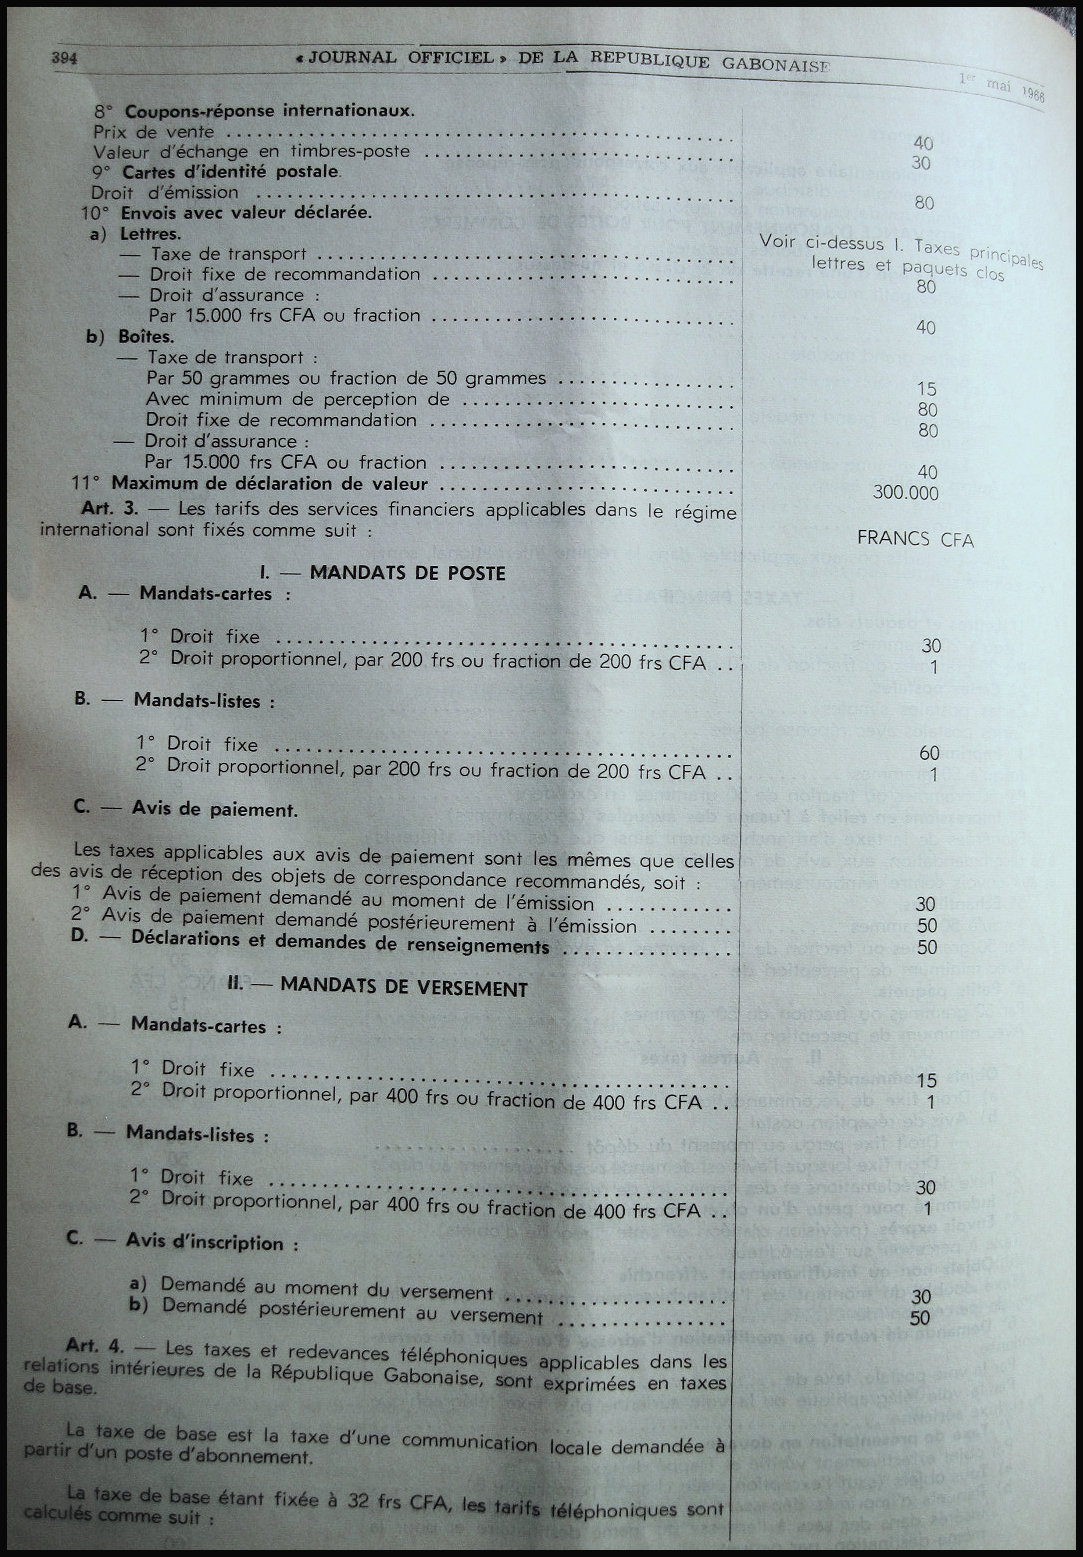 394 « JOURNAL OFFICIEL » DE LA REPUBLIQUE GABONAISE 1er mai 1966
8° Coupons-réponse internationaux.
Prix de vente ........ 40
Valeur d'échange en timbres-poste ........ 30
9° Cartes d'identité postale.
Droit d'émission ........ 80
10° Envois avec valeur déclarée.
a) Lettres.
— Taxe de transport ........ Voir ci-dessus I. Taxes principales
lettres et paquets clos
— Droit fixe de recommandation ........ 80
— Droit d'assurance :
Par 15.000 frs CFA ou fraction ........ 40
b) Boîtes.
— Taxe de transport :
Par 50 grammes ou fraction de 50 grammes ........ 15
Avec minimum de perception de ........ 80
Droit fixe de recommandation ........ 80
— Droit d'assurance :
Par 15.000 frs CFA ou fraction ........ 40
11° Maximum de déclaration de valeur ........ 300.000
Art. 3. — Les tarifs des services financiers applicables dans le régime
international sont fixés comme suit :
FRANCS CFA
I. — MANDATS DE POSTE
A. — Mandats-cartes :
1° Droit fixe ........ 30
2° Droit proportionnel, par 200 frs ou fraction de 200 frs CFA .. 1
B. — Mandats-listes :
1° Droit fixe ........ 60
2° Droit proportionnel, par 200 frs ou fraction de 200 frs CFA .. 1
C. — Avis de paiement.
Les taxes applicables aux avis de paiement sont les mêmes que celles
des avis de réception des objets de correspondance recommandés, soit :
1° Avis de paiement demandé au moment de l'émission ........ 30
2° Avis de paiement demandé postérieurement à l'émission ........ 50
D. — Déclarations et demandes de renseignements ........ 50
II. — MANDATS DE VERSEMENT
A. — Mandats-cartes :
1° Droit fixe ........ 15
2° Droit proportionnel, par 400 frs ou fraction de 400 frs CFA .. 1
B. — Mandats-listes :
1° Droit fixe ........ 30
2° Droit proportionnel, par 400 frs ou fraction de 400 frs CFA .. 1
C. — Avis d'inscription :
a) Demandé au moment du versement ........ 30
b) Demandé postérieurement au versement ........ 50
Art. 4. — Les taxes et redevances téléphoniques applicables dans les
relations intérieures de la République Gabonaise, sont exprimées en taxes
de base.
La taxe de base est la taxe d'une communication locale demandée à
partir d'un poste d'abonnement.
La taxe de base étant fixée à 32 frs CFA, les tarifs téléphoniques sont
calculés comme suit :